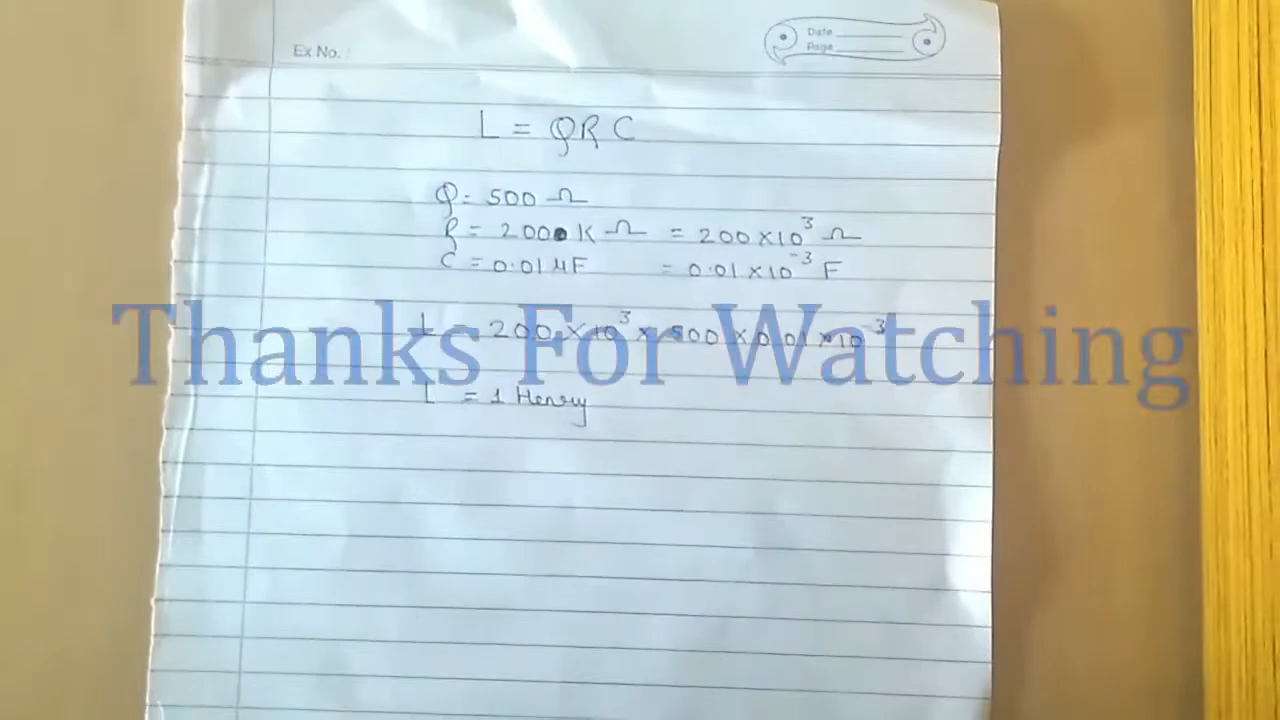 Ex No. :
Date
Page
L = QRC
Q = 500 Ω
R = 200 K Ω = 200 x 10³ Ω
C = 0.01 µF = 0.01 x 10⁻³ F
L = 200 x 10³ x 500 x 0.01 x 10⁻³
Thanks For Watching
L = 1 Henry